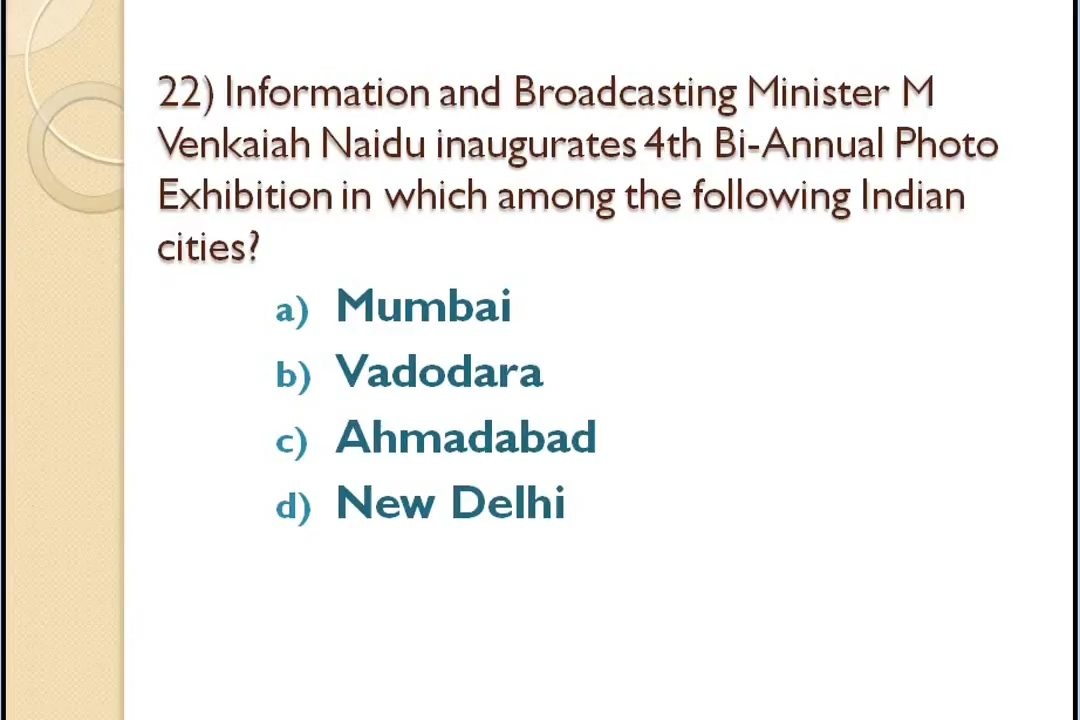 22) Information and Broadcasting Minister M
Venkaiah Naidu inaugurates 4th Bi-Annual Photo
Exhibition in which among the following Indian
cities?
a) Mumbai
b) Vadodara
c) Ahmadabad
d) New Delhi